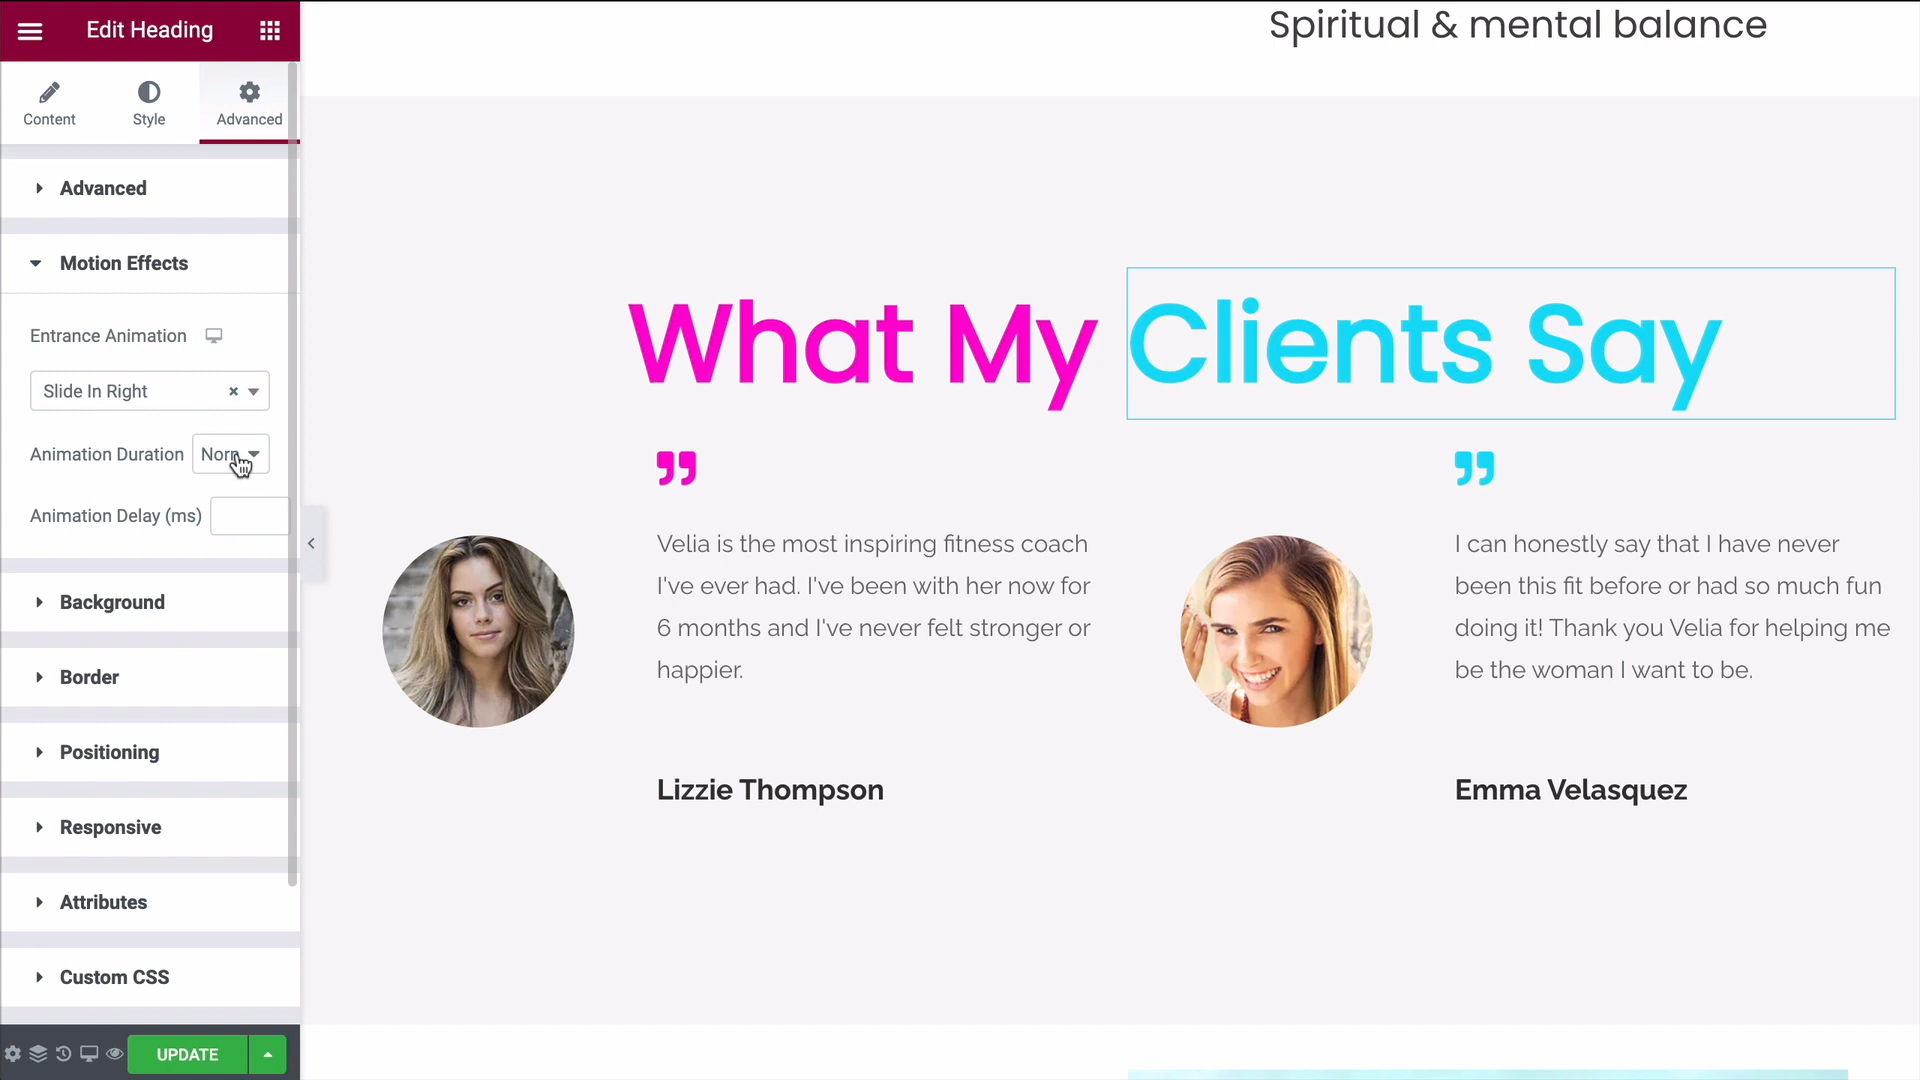 Edit Heading
Content
Style
Advanced
Advanced
Motion Effects
Entrance Animation
Slide In Right
Animation Duration
Animation Delay (ms)
Background
Border
Positioning
Responsive
Attributes
Custom CSS
UPDATE
Spiritual & mental balance
What My Clients Say
Velia is the most inspiring fitness coach
I've ever had. I've been with her now for
6 months and I've never felt stronger or
happier.
Lizzie Thompson
I can honestly say that I have never
been this fit before or had so much fun
doing it! Thank you Velia for helping me
be the woman I want to be.
Emma Velasquez